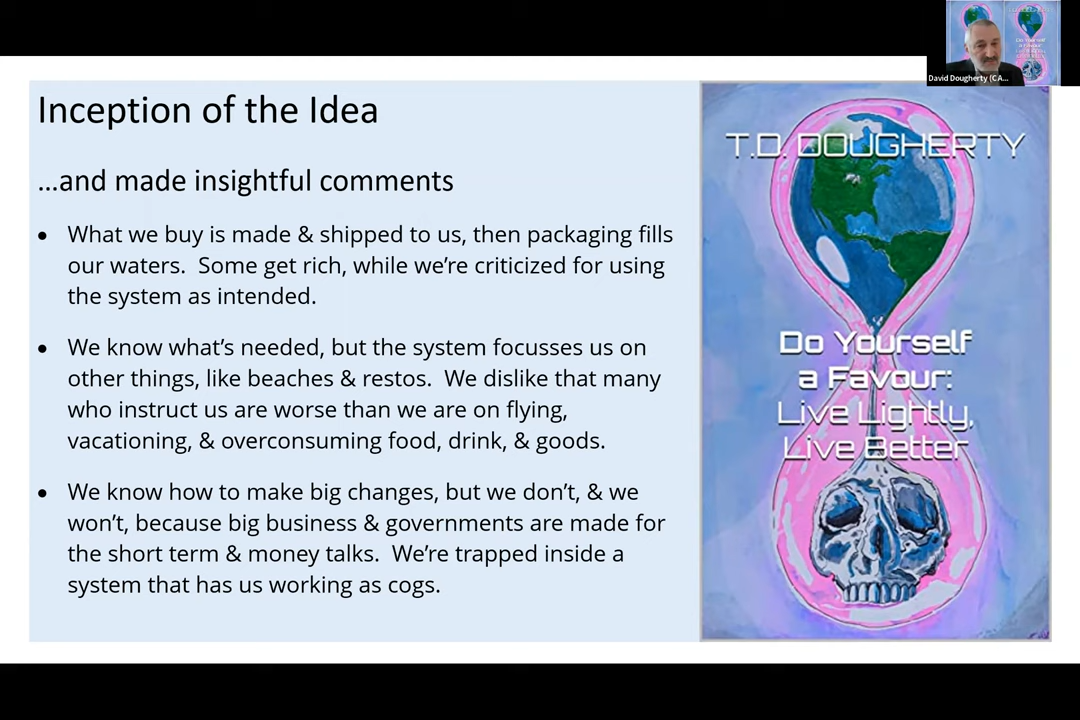 Inception of the Idea
…and made insightful comments
• What we buy is made & shipped to us, then packaging fills
our waters.  Some get rich, while we’re criticized for using
the system as intended.
• We know what’s needed, but the system focusses us on
other things, like beaches & restos.  We dislike that many
who instruct us are worse than we are on flying,
vacationing, & overconsuming food, drink, & goods.
• We know how to make big changes, but we don’t, & we
won’t, because big business & governments are made for
the short term & money talks.  We’re trapped inside a
system that has us working as cogs.
T.D. DOUGHERTY
Do Yourself
a Favour:
Live Lightly,
Live Better
David Dougherty (CA...